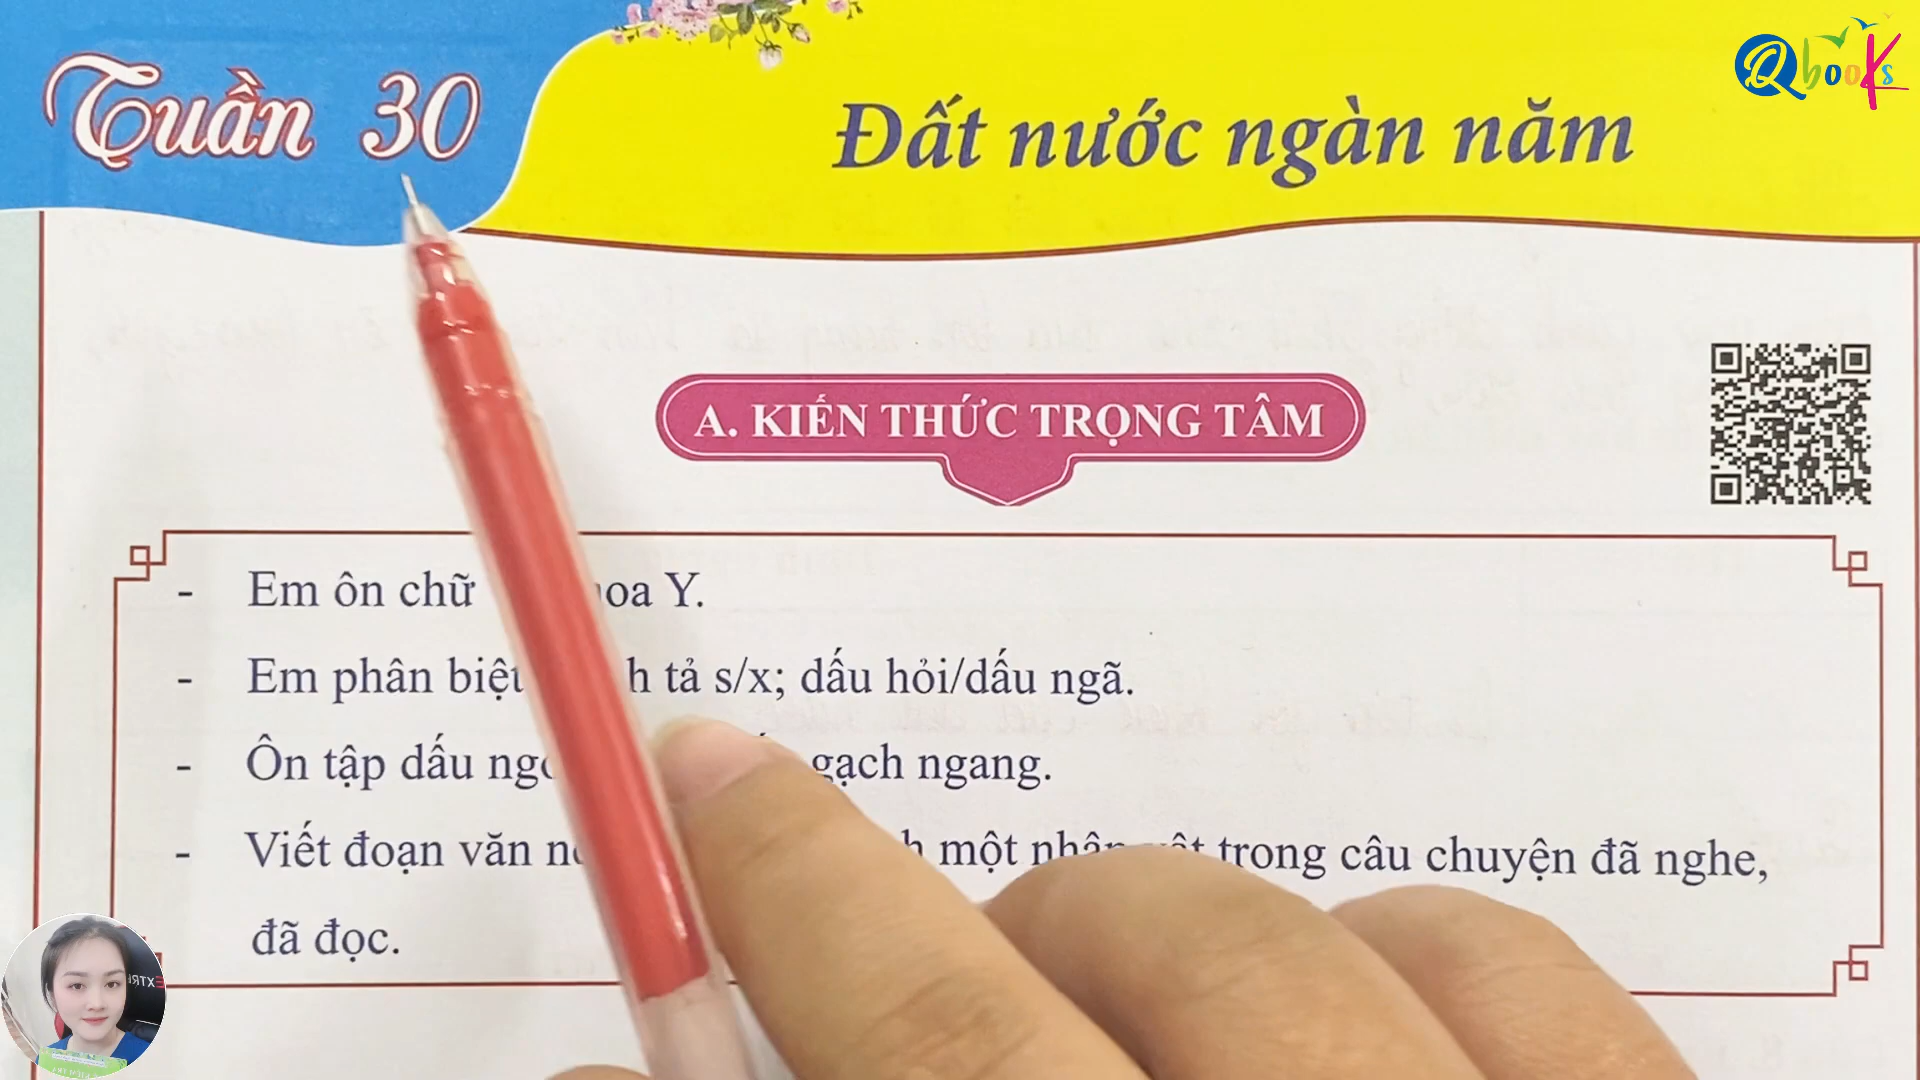 Tuần 30
Đất nước ngàn năm
Qbooks
A. KIẾN THỨC TRỌNG TÂM
- Em ôn chữ hoa Y.
- Em phân biệt tả s/x; dấu hỏi/dấu ngã.
- Ôn tập dấu gạch ngang.
- Viết đoạn văn một nhân vật trong câu chuyện đã nghe,
đã đọc.